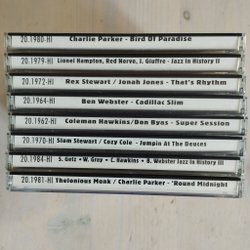 20.1980-HI Charlie Parker - Bird Of Paradise
20.1979-HI Lionel Hampton, Red Norvo, J. Giuffre - Jazz in History II
20.1972-HI Rex Stewart / Jonah Jones - That's Rhythm
20.1964-HI Ben Webster - Cadillac Slim
20.1962-HI Coleman Hawkins/Don Byas - Super Session
20.1970-HI Slam Stewart / Cozy Cole - Jumpin At The Deuces
20.1984-HI S. Getz - W. Gray - C. Hawkins - B. Webster Jazz in History III
20.1981-HI Thelonious Monk / Charlie Parker - 'Round Midnight